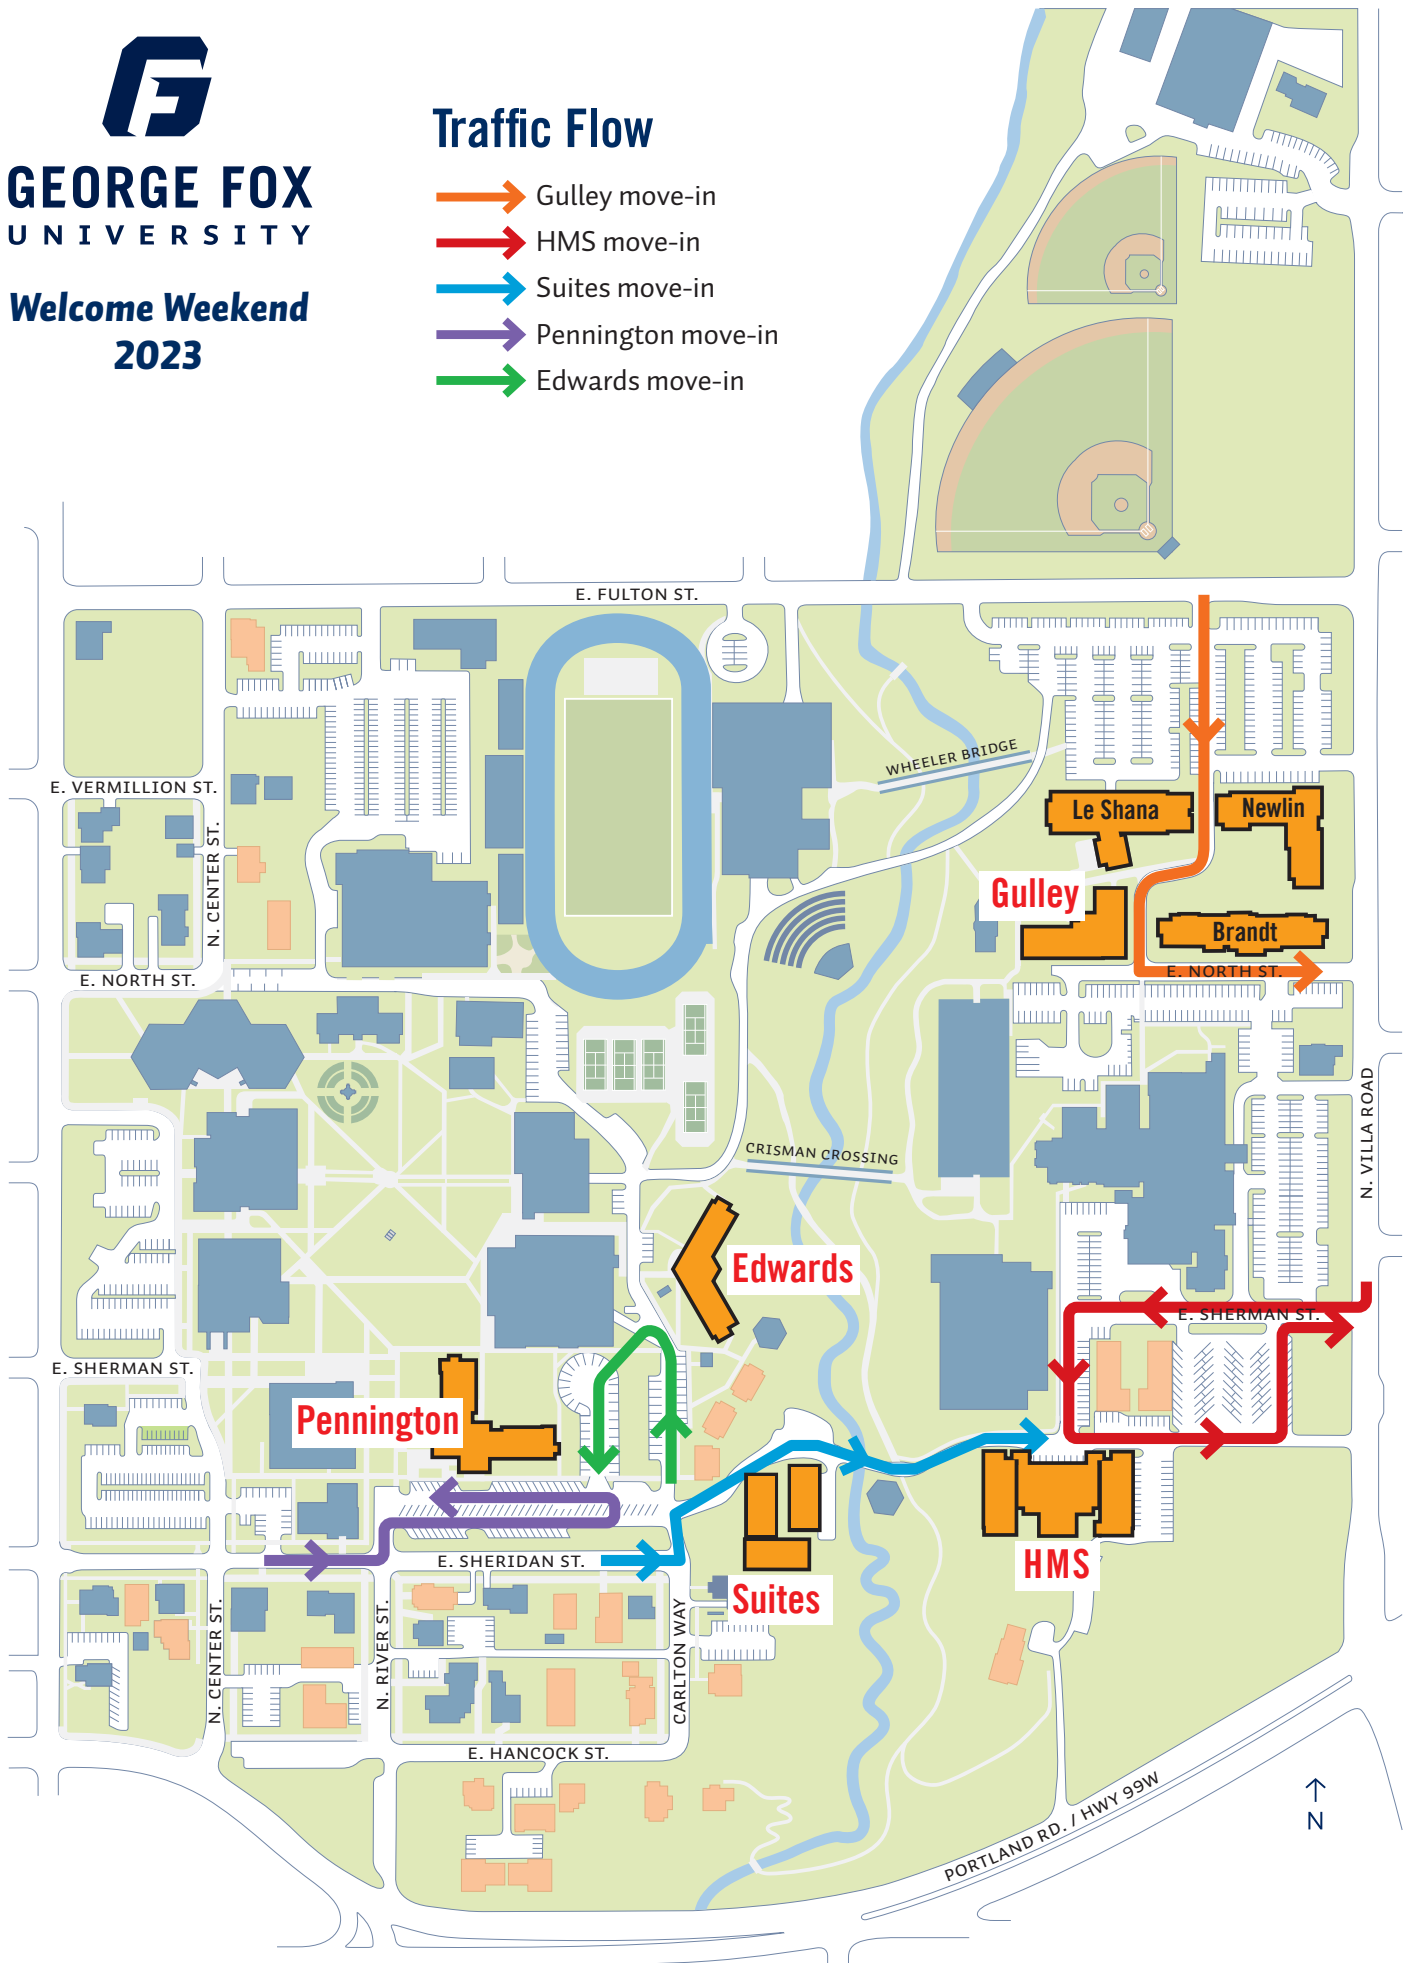 GEORGE FOX
UNIVERSITY
Welcome Weekend
2023
Traffic Flow
Gulley move-in
HMS move-in
Suites move-in
Pennington move-in
Edwards move-in
E. FULTON ST.
WHEELER BRIDGE
E. VERMILLION ST.
Le Shana
Newlin
N. CENTER ST.
Gulley
Brandt
E. NORTH ST.
E. NORTH ST.
N. VILLA ROAD
CRISMAN CROSSING
Edwards
E. SHERMAN ST.
E. SHERMAN ST.
Pennington
E. SHERIDAN ST.
HMS
Suites
N. CENTER ST.
N. RIVER ST.
CARLTON WAY
E. HANCOCK ST.
PORTLAND RD. / HWY 99W
N